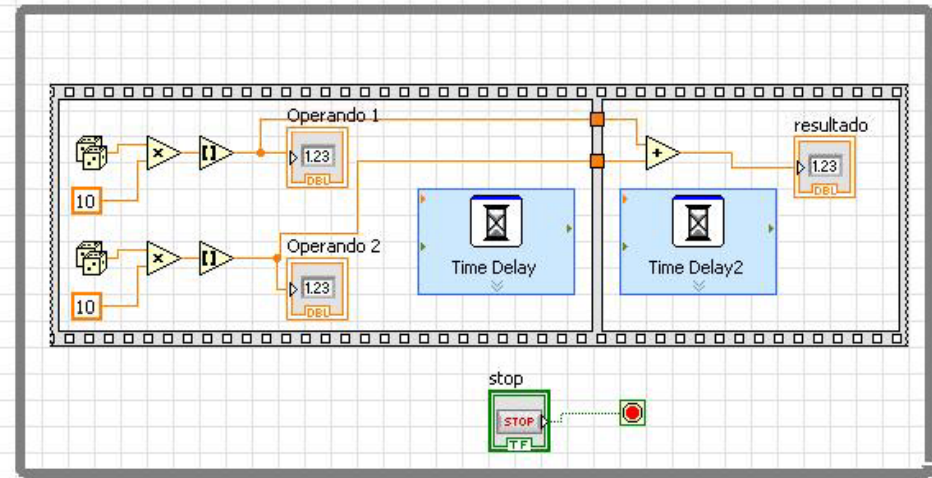 Operando 1
1.23
DBL
10
resultado
1.23
DBL
Time Delay
Time Delay2
Operando 2
1.23
DBL
10
stop
STOP
TF